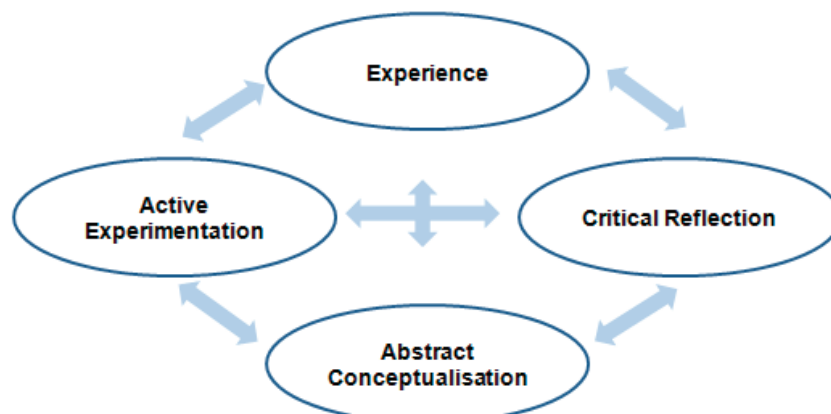 Experience
Active
Experimentation
Critical Reflection
Abstract
Conceptualisation